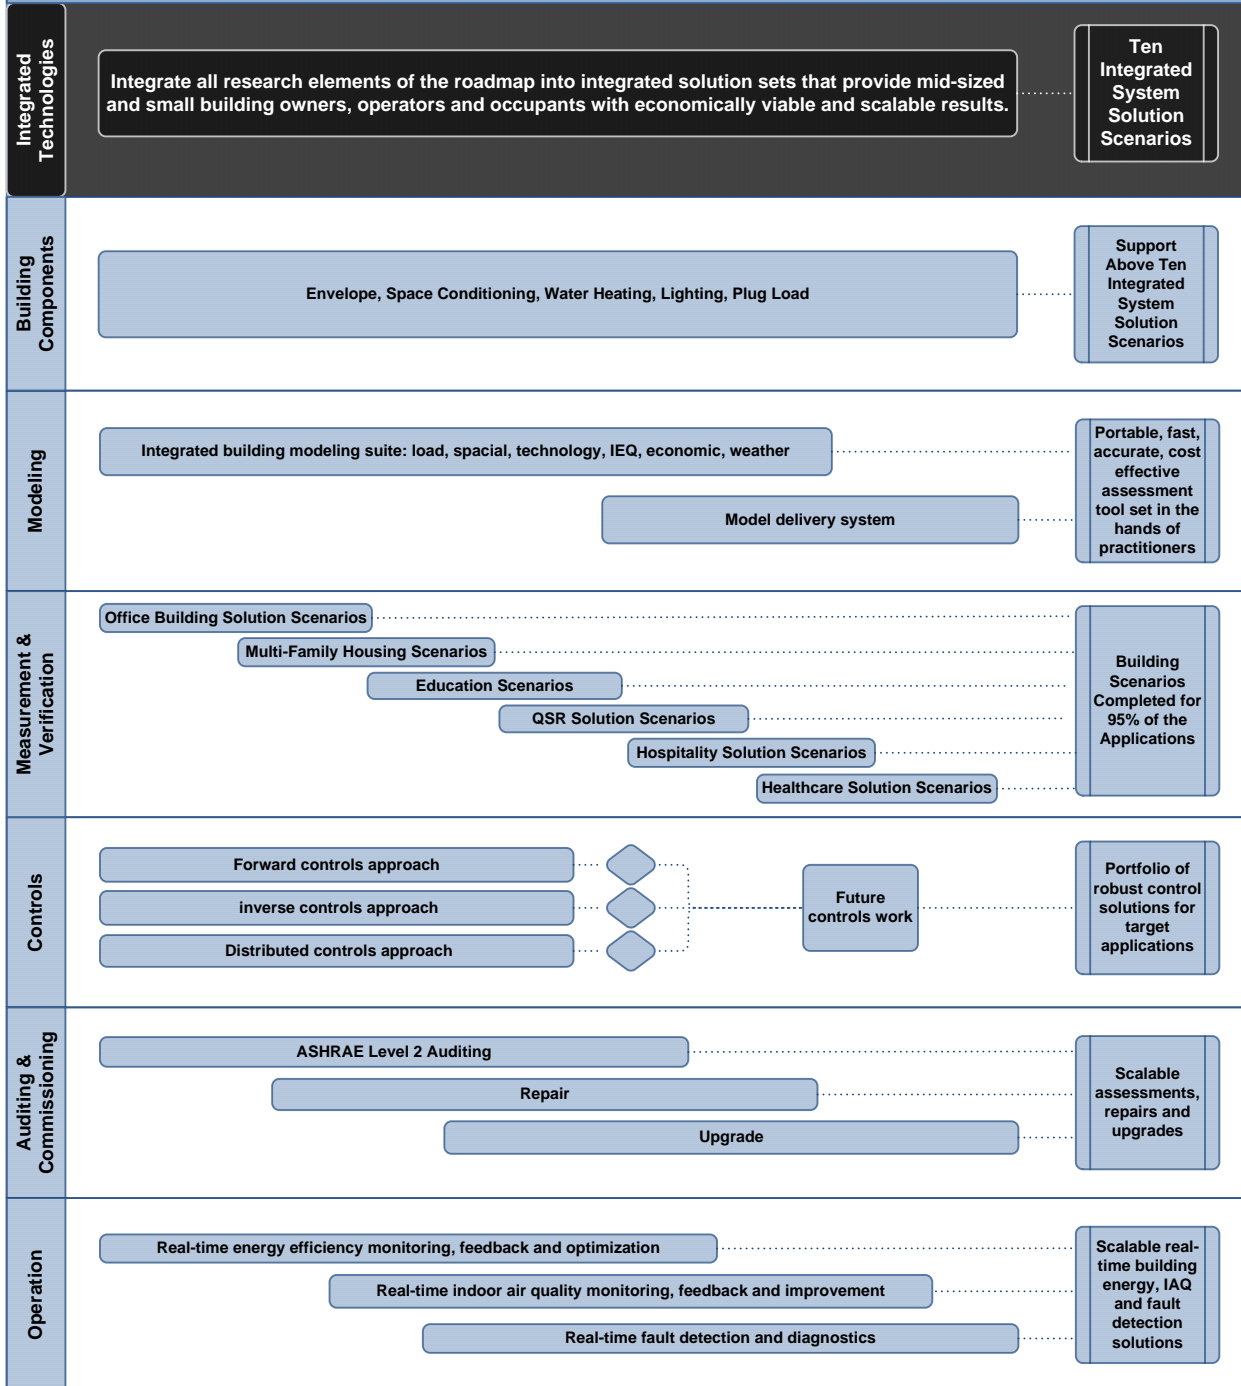 Integrated
Technologies
Integrate all research elements of the roadmap into integrated solution sets that provide mid-sized
and small building owners, operators and occupants with economically viable and scalable results.
Ten
Integrated
System
Solution
Scenarios
Building
Components
Envelope, Space Conditioning, Water Heating, Lighting, Plug Load
Support
Above Ten
Integrated
System
Solution
Scenarios
Modeling
Integrated building modeling suite: load, spacial, technology, IEQ, economic, weather
Model delivery system
Portable, fast,
accurate, cost
effective
assessment
tool set in the
hands of
practitioners
Measurement &
Verification
Office Building Solution Scenarios
Multi-Family Housing Scenarios
Education Scenarios
QSR Solution Scenarios
Hospitality Solution Scenarios
Healthcare Solution Scenarios
Building
Scenarios
Completed for
95% of the
Applications
Controls
Forward controls approach
inverse controls approach
Distributed controls approach
Future
controls work
Portfolio of
robust control
solutions for
target
applications
Auditing &
Commissioning
ASHRAE Level 2 Auditing
Repair
Upgrade
Scalable
assessments,
repairs and
upgrades
Operation
Real-time energy efficiency monitoring, feedback and optimization
Real-time indoor air quality monitoring, feedback and improvement
Real-time fault detection and diagnostics
Scalable real-
time building
energy, IAQ
and fault
detection
solutions